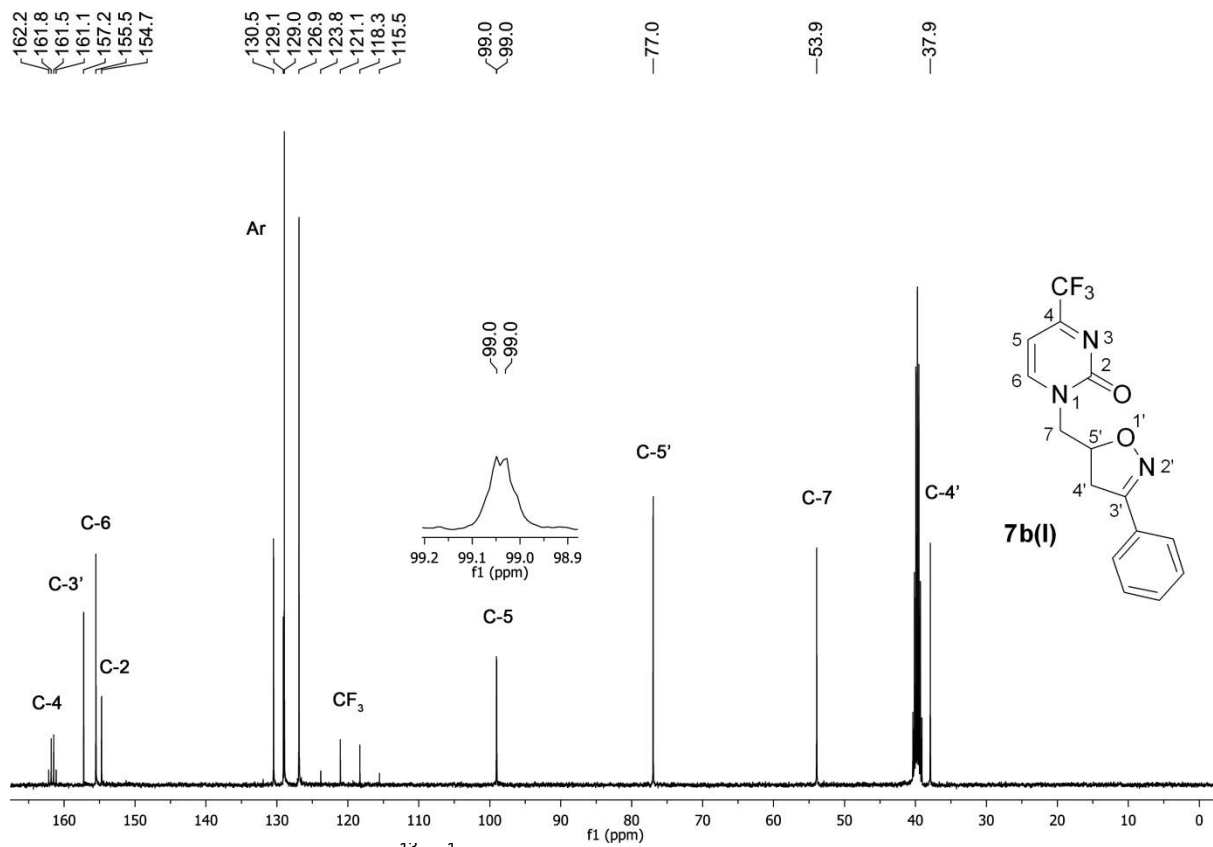 162.2
161.8
161.5
161.1
157.2
155.5
154.7
130.5
129.1
129.0
126.9
123.8
121.1
118.3
115.5
99.0
99.0
77.0
53.9
37.9
Ar
99.0
99.0
99.2 99.1 99.0 98.9
f1 (ppm)
C-4
C-3’
C-6
C-2
CF3
C-5
C-5’
C-7
C-4’
CF3
4
5
N 3
6
2
N
1
O
7
5'
O
1'
N 2'
4'
3'
7b(I)
160 150 140 130 120 110 100 90 80 70 60 50 40 30 20 10 0
f1 (ppm)